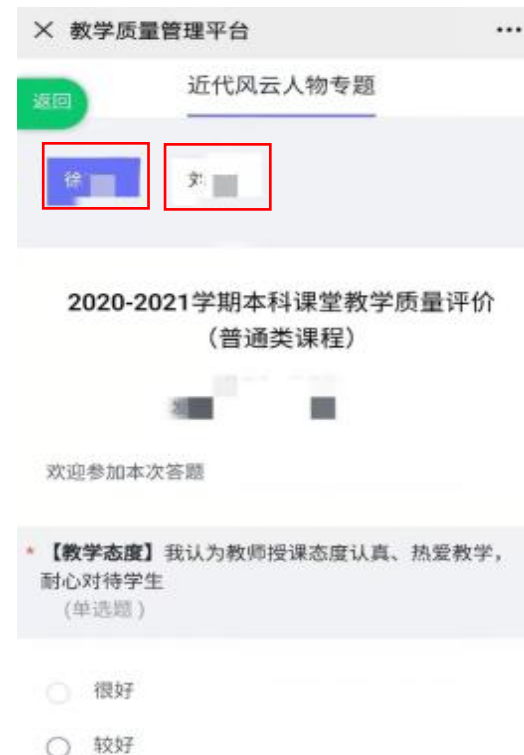 教学质量管理平台
返回
近代风云人物专题
徐
2020-2021学期本科课堂教学质量评价
（普通类课程）
欢迎参加本次答题
* 【教学态度】我认为教师授课态度认真、热爱教学，
耐心对待学生
(单选题)
很好
较好